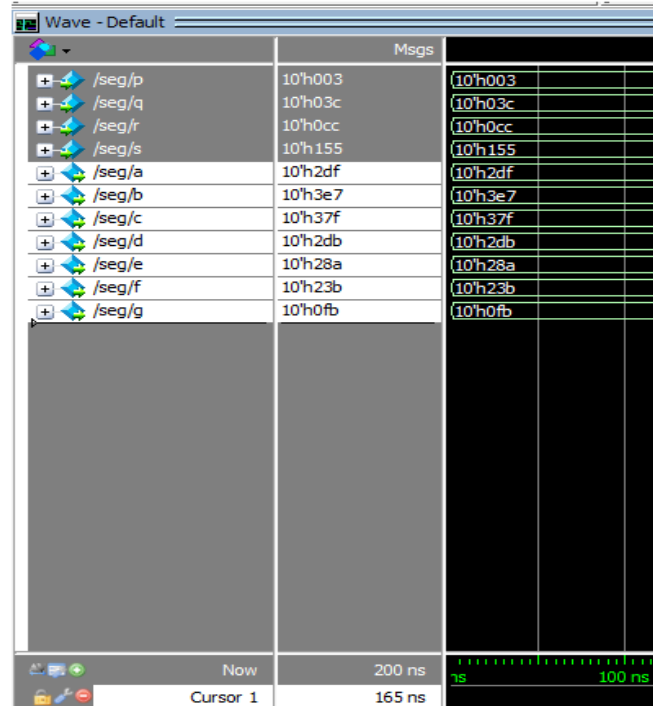 Wave - Default
Msgs
/seg/p 10'h003 10'h003
/seg/q 10'h03c 10'h03c
/seg/r 10'h0cc 10'h0cc
/seg/s 10'h155 10'h155
/seg/a 10'h2df 10'h2df
/seg/b 10'h3e7 10'h3e7
/seg/c 10'h37f 10'h37f
/seg/d 10'h2db 10'h2db
/seg/e 10'h28a 10'h28a
/seg/f 10'h23b 10'h23b
/seg/g 10'h0fb 10'h0fb
Now 200 ns ns 100 ns
Cursor 1 165 ns